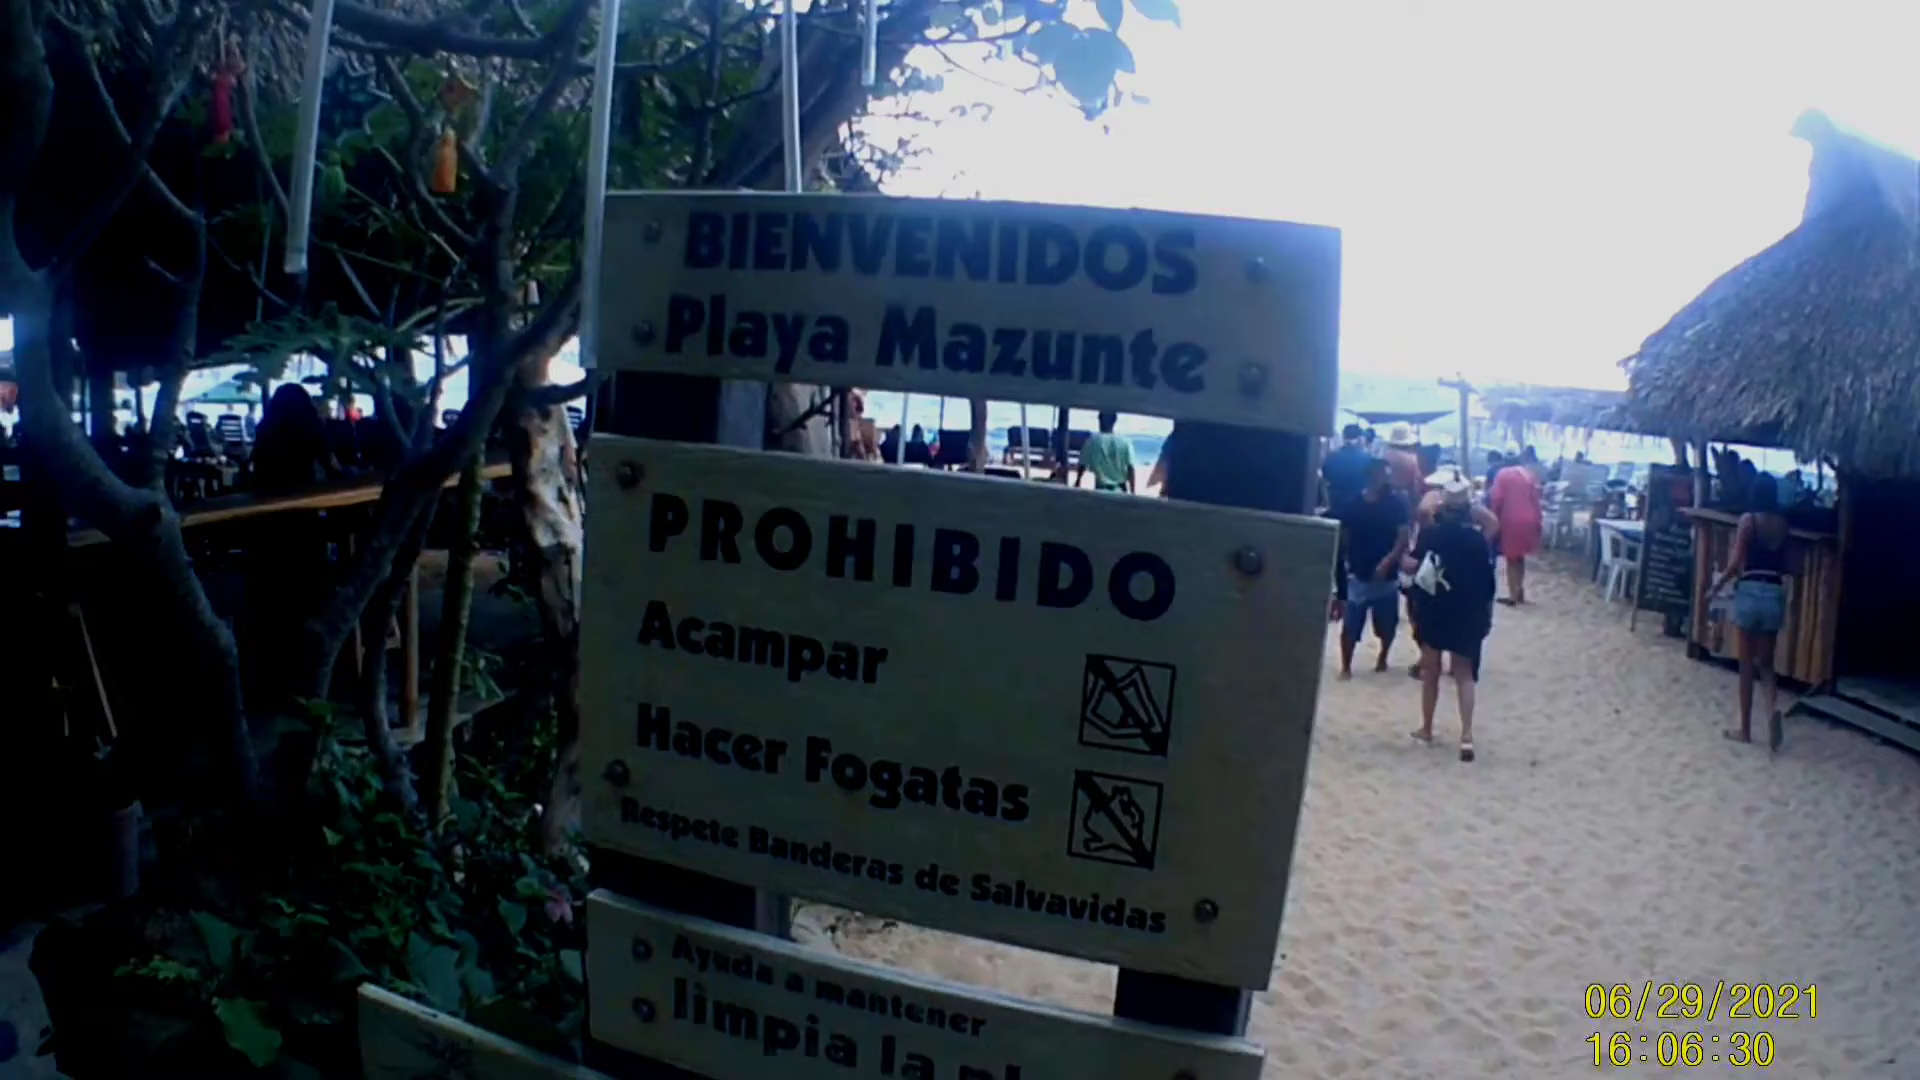 BIENVENIDOS
Playa Mazunte
PROHIBIDO
Acampar
Hacer Fogatas
Respete Banderas de Salvavidas
Ayuda a mantener
limpia la
06/29/2021
16:06:30